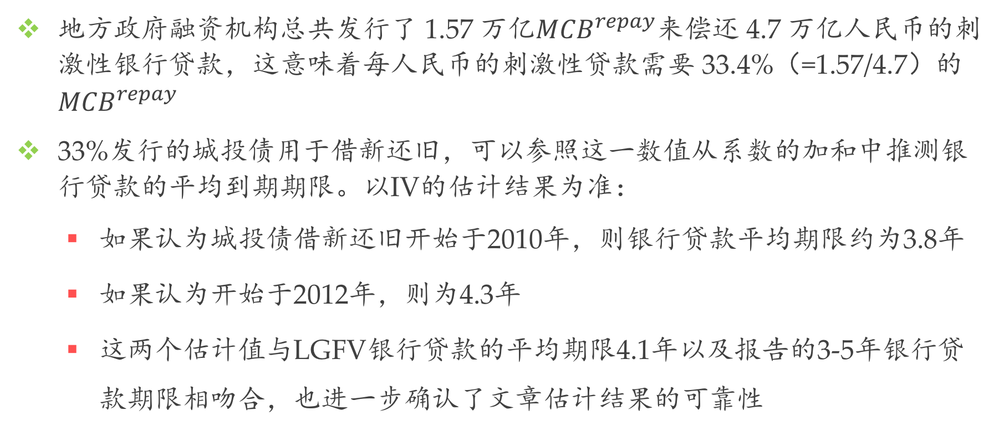 地方政府融资机构总共发行了 1.57 万亿MCB^repay来偿还 4.7 万亿人民币的刺
激性银行贷款，这意味着每人民币的刺激性贷款需要 33.4%（=1.57/4.7）的
MCB^repay
33%发行的城投债用于借新还旧，可以参照这一数值从系数的加和中推测银
行贷款的平均到期期限。以IV的估计结果为准：
如果认为城投债借新还旧开始于2010年，则银行贷款平均期限约为3.8年
如果认为开始于2012年，则为4.3年
这两个估计值与LGFV银行贷款的平均期限4.1年以及报告的3-5年银行贷
款期限相吻合，也进一步确认了文章估计结果的可靠性